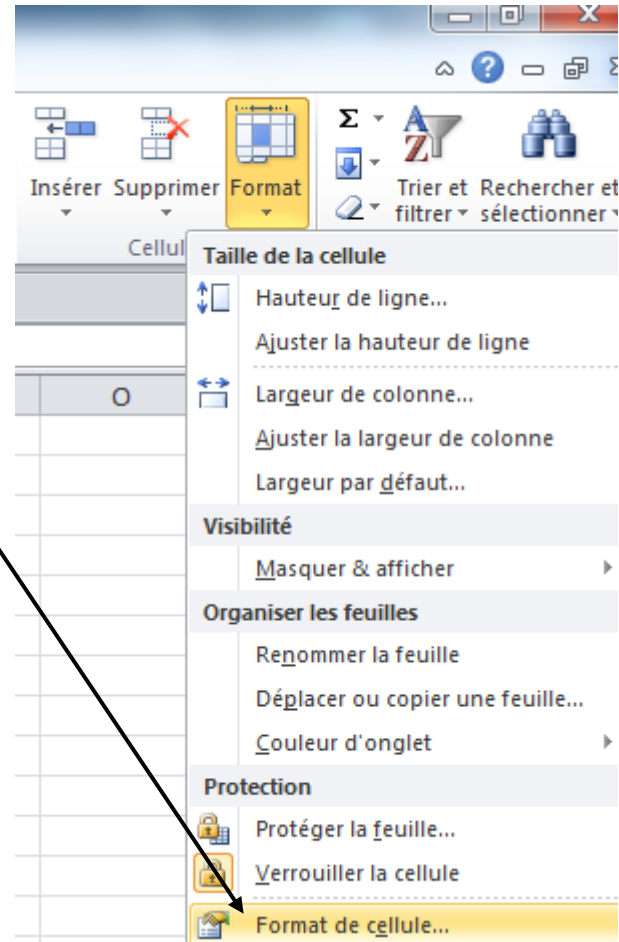 Insérer Supprimer Format
Σ
A
Z
Trier et Rechercher et
filtrer sélectionner
Cellul
Taille de la cellule
Hauteur de ligne...
Ajuster la hauteur de ligne
O
Largeur de colonne...
Ajuster la largeur de colonne
Largeur par défaut...
Visibilité
Masquer & afficher
Organiser les feuilles
Renommer la feuille
Déplacer ou copier une feuille...
Couleur d'onglet
Protection
Protéger la feuille...
Verrouiller la cellule
Format de cellule...